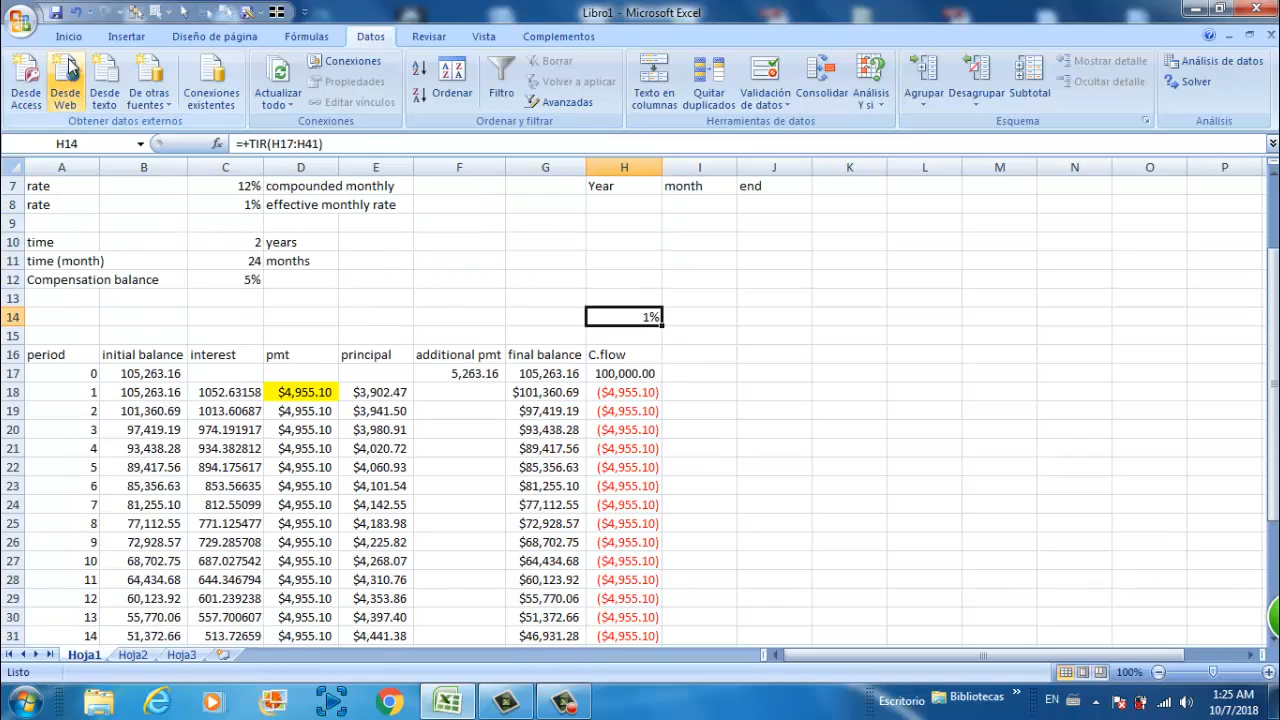 Libro1 - Microsoft Excel
Inicio Insertar Diseño de página Fórmulas Datos Revisar Vista Complementos
Desde Access
Desde Web
Desde texto
De otras fuentes
Conexiones existentes
Obtener datos externos
Actualizar todo
Conexiones
Propiedades
Editar vínculos
Conexiones
Ordenar
Filtro
Borrar
Volver a aplicar
Avanzadas
Ordenar y filtrar
Texto en columnas
Quitar duplicados
Validación de datos
Consolidar
Análisis Y si
Herramientas de datos
Agrupar
Desagrupar
Subtotal
Mostrar detalle
Ocultar detalle
Esquema
Análisis de datos
Solver
Análisis
H14 fx =+TIR(H17:H41)
A B C D E F G H I J K L M N O P
7 rate 12% compounded monthly Year month end
8 rate 1% effective monthly rate
9
10 time 2 years
11 time (month) 24 months
12 Compensation balance 5%
13
14 1%
15
16 period initial balance interest pmt principal additional pmt final balance C.flow
17 0 105,263.16 5,263.16 105,263.16 100,000.00
18 1 105,263.16 1052.63158 $4,955.10 $3,902.47 $101,360.69 ($4,955.10)
19 2 101,360.69 1013.60687 $4,955.10 $3,941.50 $97,419.19 ($4,955.10)
20 3 97,419.19 974.191917 $4,955.10 $3,980.91 $93,438.28 ($4,955.10)
21 4 93,438.28 934.382812 $4,955.10 $4,020.72 $89,417.56 ($4,955.10)
22 5 89,417.56 894.175617 $4,955.10 $4,060.93 $85,356.63 ($4,955.10)
23 6 85,356.63 853.56635 $4,955.10 $4,101.54 $81,255.10 ($4,955.10)
24 7 81,255.10 812.55099 $4,955.10 $4,142.55 $77,112.55 ($4,955.10)
25 8 77,112.55 771.125477 $4,955.10 $4,183.98 $72,928.57 ($4,955.10)
26 9 72,928.57 729.285708 $4,955.10 $4,225.82 $68,702.75 ($4,955.10)
27 10 68,702.75 687.027542 $4,955.10 $4,268.07 $64,434.68 ($4,955.10)
28 11 64,434.68 644.346794 $4,955.10 $4,310.76 $60,123.92 ($4,955.10)
29 12 60,123.92 601.239238 $4,955.10 $4,353.86 $55,770.06 ($4,955.10)
30 13 55,770.06 557.700607 $4,955.10 $4,397.40 $51,372.66 ($4,955.10)
31 14 51,372.66 513.72659 $4,955.10 $4,441.38 $46,931.28 ($4,955.10)
Hoja1 Hoja2 Hoja3
Listo 100%
Escritorio Bibliotecas » EN 1:25 AM
10/7/2018